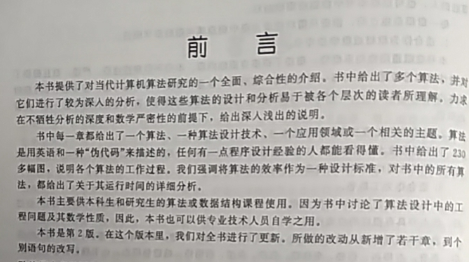 前 言
本书提供了对当代计算机算法研究的一个全面、综合性的介绍。书中给出了多个算法，并对
它们进行了较为深入的分析，使得这些算法的设计和分析易于被各个层次的读者所理解，力求
在不牺牲分析的深度和数学严密性的前提下，给出深入浅出的说明。
书中每一章都给出了一个算法、一种算法设计技术、一个应用领域或一个相关的主题。算法
是用英语和一种“伪代码”来描述的，任何有一点程序设计经验的人都能看得懂。书中给出了230
多幅图，说明各个算法的工作过程。我们强调将算法的效率作为一种设计标准，对书中的所有算
法，都给出了关于其运行时间的详细分析。
本书主要供本科生和研究生的算法或数据结构课程使用。因为书中讨论了算法设计中的工
程问题及其数学性质，因此，本书也可以供专业技术人员自学之用。
本书是第2版。在这个版本里，我们对全书进行了更新。所做的改动从新增了若干章，到个
别语句的改写。